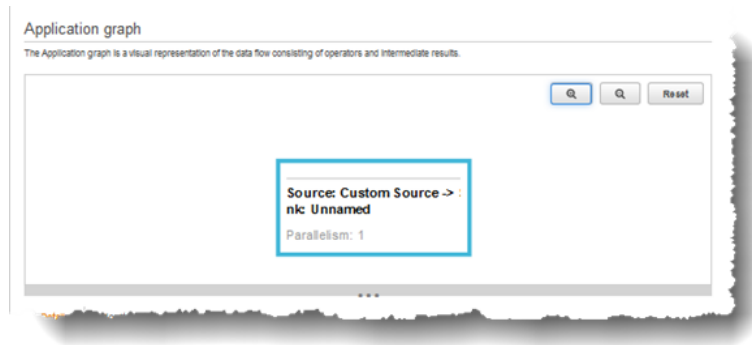 Application graph
The Application graph is a visual representation of the data flow consisting of operators and intermediate results.
Reset
Source: Custom Source ->
nk: Unnamed
Parallelism: 1